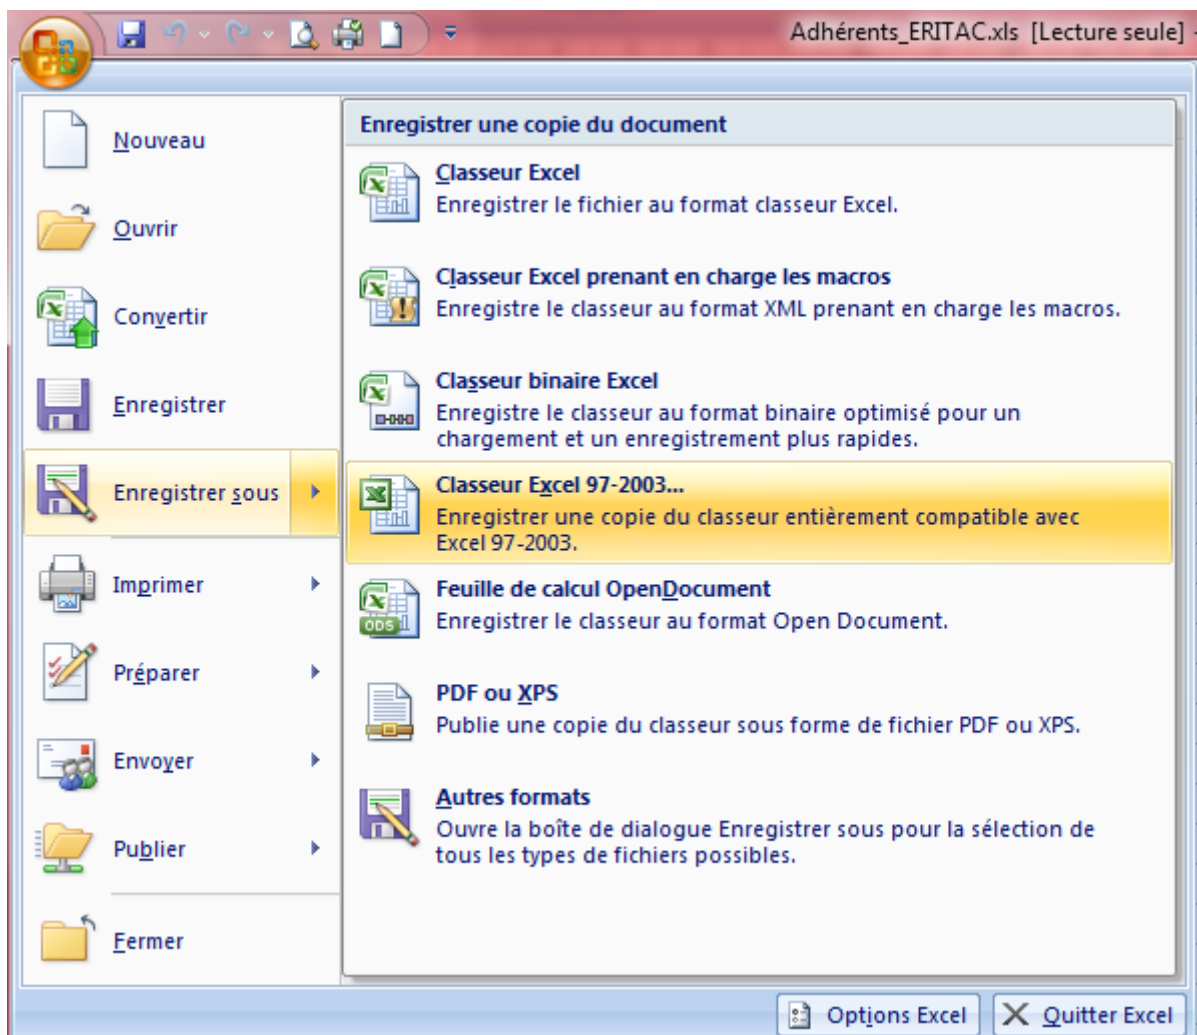 Adhérents_ERITAC.xls [Lecture seule] -
Nouveau
Ouvrir
Convertir
Enregistrer
Enregistrer sous
Imprimer
Préparer
Envoyer
Publier
Fermer
Enregistrer une copie du document
Classeur Excel
Enregistrer le fichier au format classeur Excel.
Classeur Excel prenant en charge les macros
Enregistre le classeur au format XML prenant en charge les macros.
Classeur binaire Excel
Enregistre le classeur au format binaire optimisé pour un
chargement et un enregistrement plus rapides.
Classeur Excel 97-2003...
Enregistrer une copie du classeur entièrement compatible avec
Excel 97-2003.
Feuille de calcul OpenDocument
ODS
Enregistrer le classeur au format Open Document.
PDF ou XPS
Publie une copie du classeur sous forme de fichier PDF ou XPS.
Autres formats
Ouvre la boîte de dialogue Enregistrer sous pour la sélection de
tous les types de fichiers possibles.
Options Excel
Quitter Excel